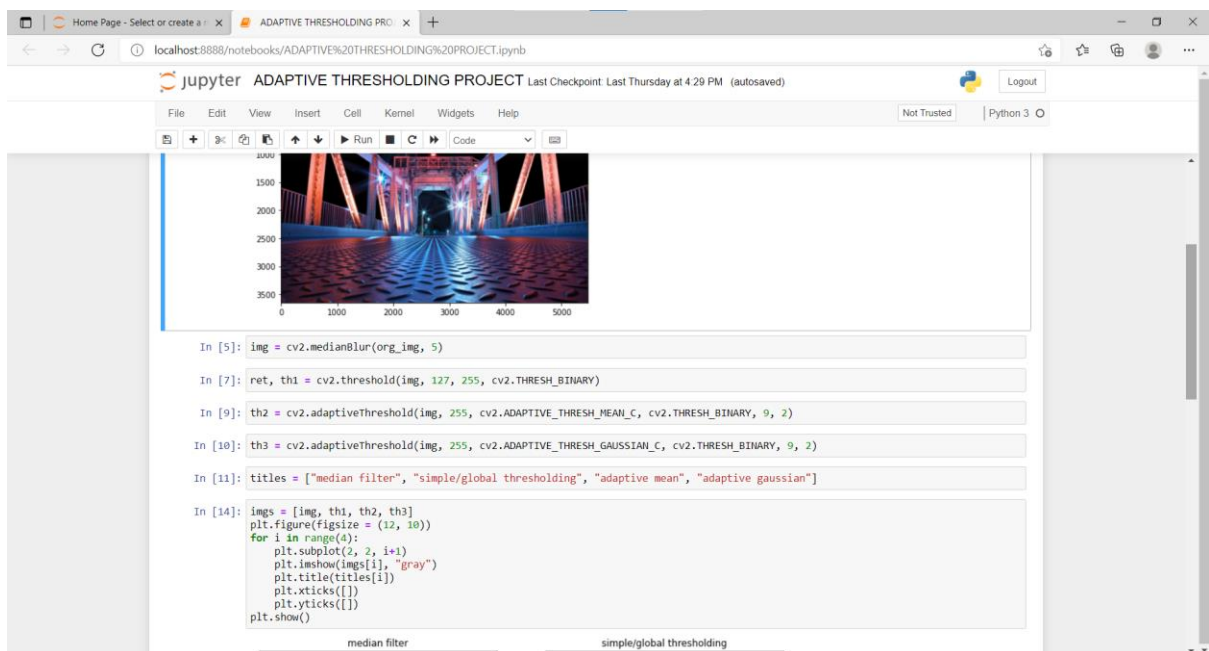 Home Page - Select or create a n
ADAPTIVE THRESHOLDING PRO
localhost:8888/notebooks/ADAPTIVE%20THRESHOLDING%20PROJECT.ipynb
jupyter ADAPTIVE THRESHOLDING PROJECT Last Checkpoint: Last Thursday at 4:29 PM (autosaved)
Logout
File Edit View Insert Cell Kernel Widgets Help
Not Trusted
Python 3
Run
Code
1000
1500
2000
2500
3000
3500
0 1000 2000 3000 4000 5000
In [5]: img = cv2.medianBlur(org_img, 5)
In [7]: ret, th1 = cv2.threshold(img, 127, 255, cv2.THRESH_BINARY)
In [9]: th2 = cv2.adaptiveThreshold(img, 255, cv2.ADAPTIVE_THRESH_MEAN_C, cv2.THRESH_BINARY, 9, 2)
In [10]: th3 = cv2.adaptiveThreshold(img, 255, cv2.ADAPTIVE_THRESH_GAUSSIAN_C, cv2.THRESH_BINARY, 9, 2)
In [11]: titles = ["median filter", "simple/global thresholding", "adaptive mean", "adaptive gaussian"]
In [14]: imgs = [img, th1, th2, th3]
plt.figure(figsize = (12, 10))
for i in range(4):
    plt.subplot(2, 2, i+1)
    plt.imshow(imgs[i], "gray")
    plt.title(titles[i])
    plt.xticks([])
    plt.yticks([])
plt.show()
median filter
simple/global thresholding